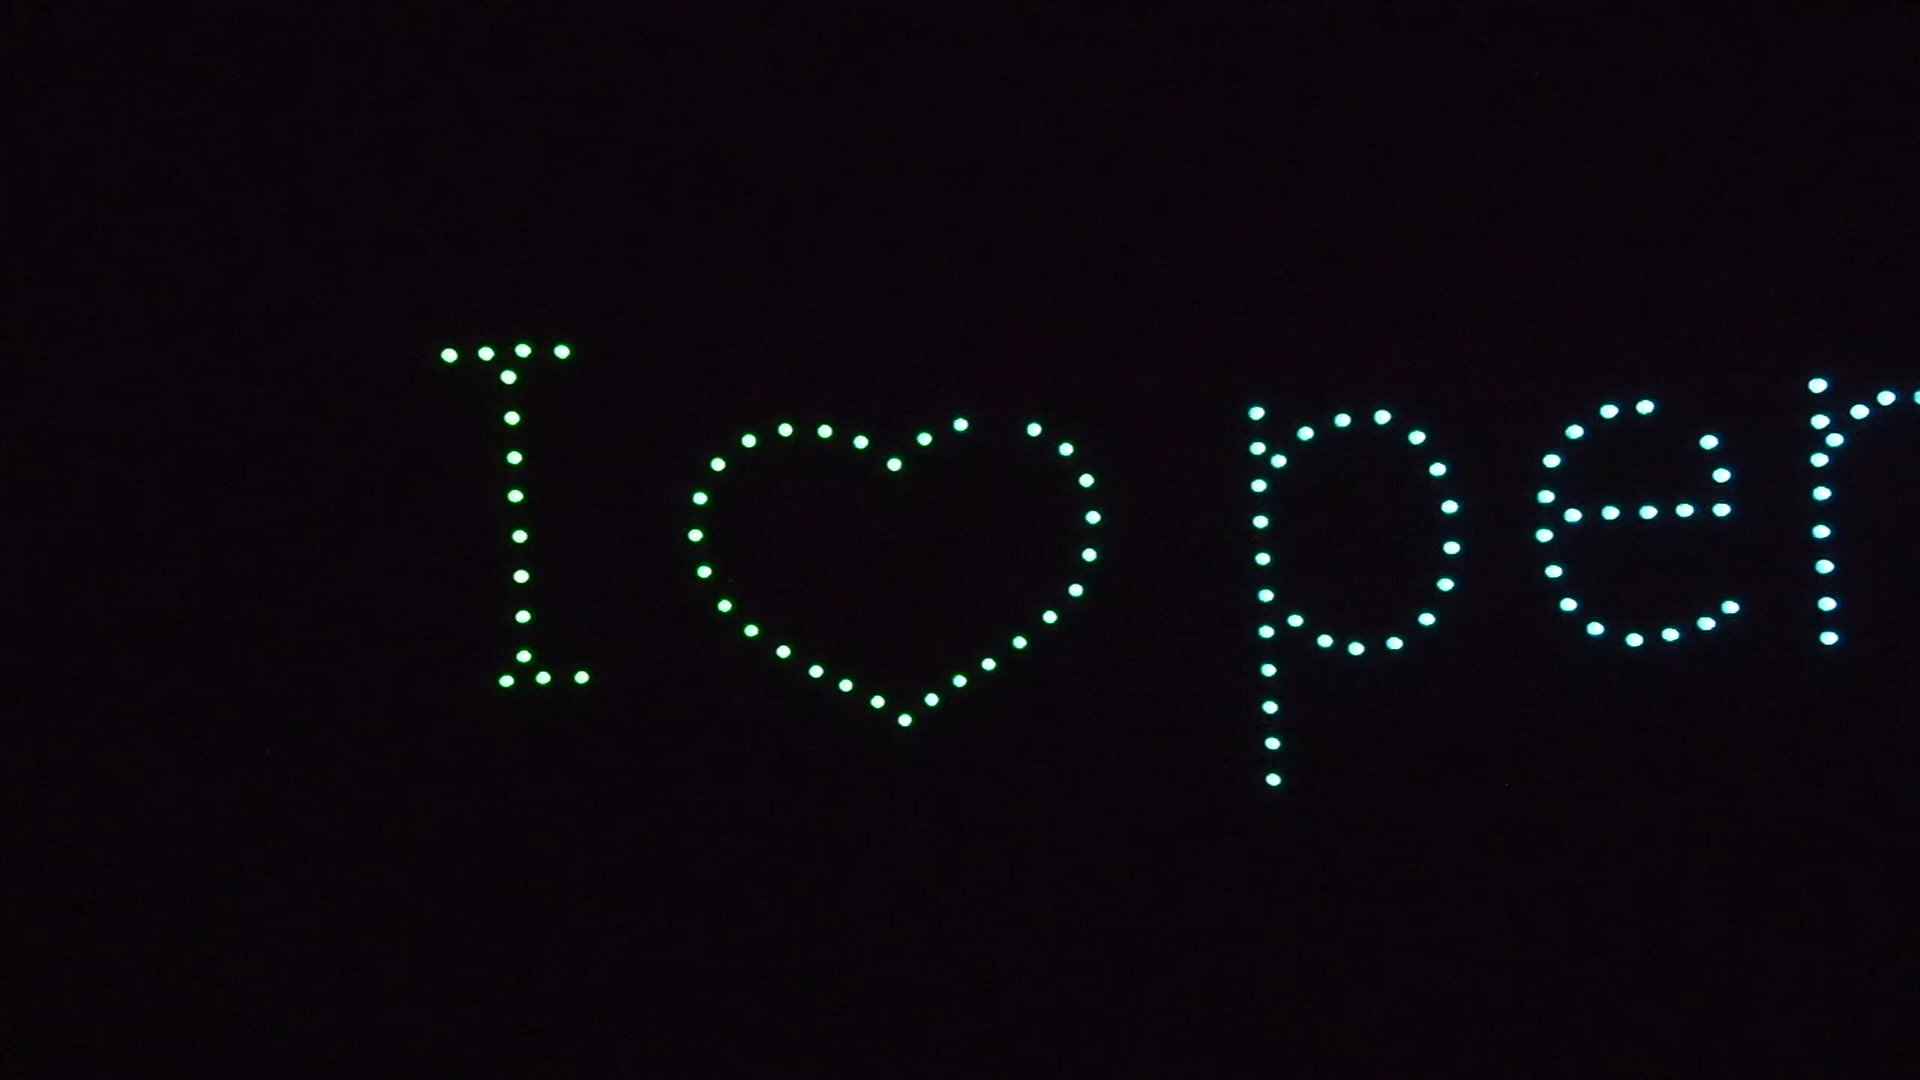 I ♡ per